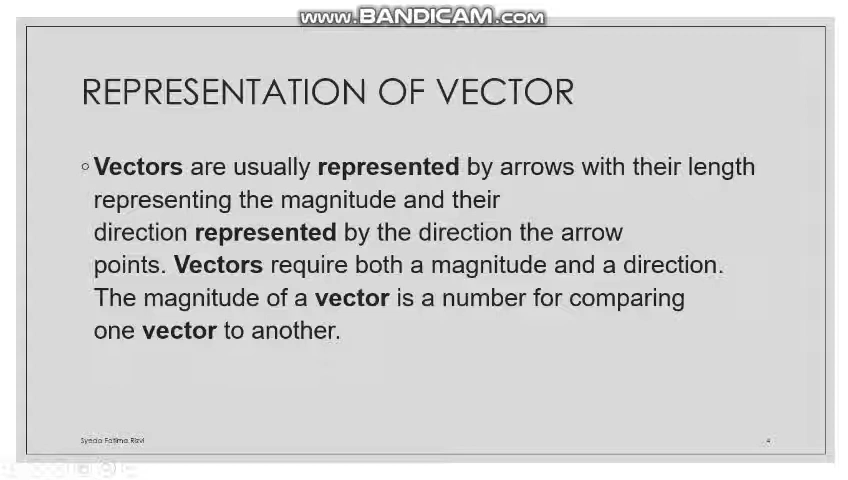 www.BANDICAM.com
REPRESENTATION OF VECTOR
Vectors are usually represented by arrows with their length
representing the magnitude and their
direction represented by the direction the arrow
points. Vectors require both a magnitude and a direction.
The magnitude of a vector is a number for comparing
one vector to another.
Syeda Fatima Rizvi
4